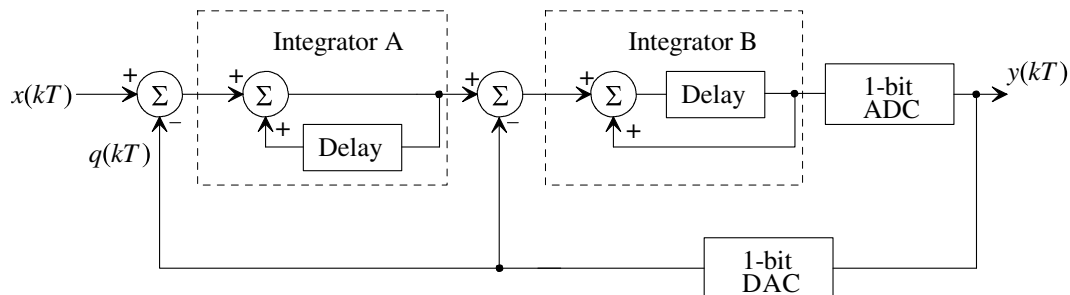 Integrator A
Integrator B
x(kT)
+
Σ
−
+
Σ
+
Delay
+
Σ
−
+
Σ
+
Delay
1-bit
ADC
y(kT)
q(kT)
1-bit
DAC